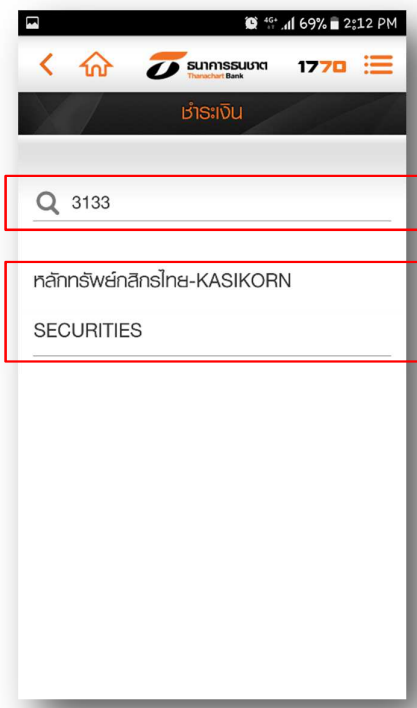 4G+ 69% 2:12 PM
ธนาคารธนชาต
Thanachart Bank
1770
ชำระเงิน
3133
หลักทรัพย์กสิกรไทย-KASIKORN
SECURITIES